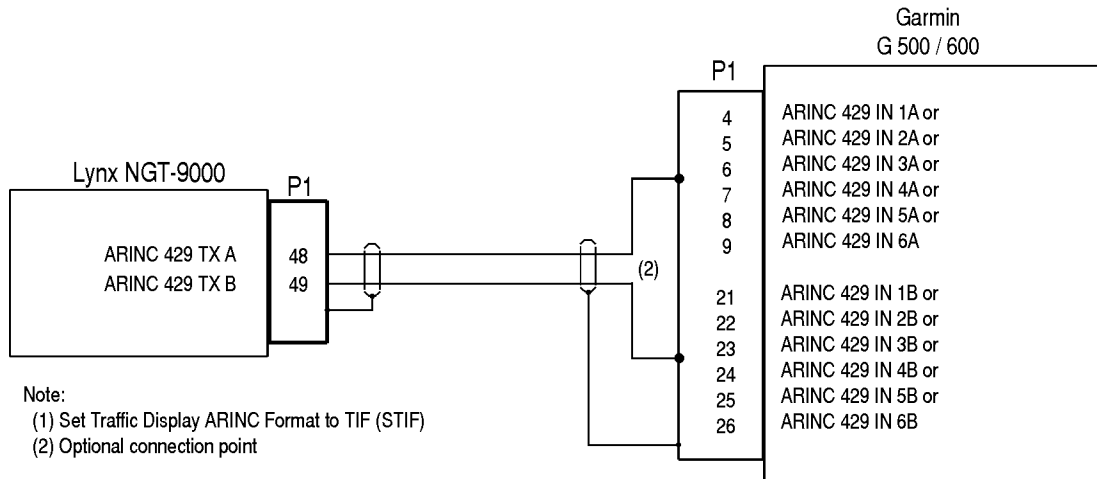 Garmin
G 500 / 600
P1
4 ARINC 429 IN 1A or
5 ARINC 429 IN 2A or
6 ARINC 429 IN 3A or
7 ARINC 429 IN 4A or
8 ARINC 429 IN 5A or
9 ARINC 429 IN 6A
21 ARINC 429 IN 1B or
22 ARINC 429 IN 2B or
23 ARINC 429 IN 3B or
24 ARINC 429 IN 4B or
25 ARINC 429 IN 5B or
26 ARINC 429 IN 6B
Lynx NGT-9000
P1
ARINC 429 TX A 48
ARINC 429 TX B 49
(2)
Note:
(1) Set Traffic Display ARINC Format to TIF (STIF)
(2) Optional connection point